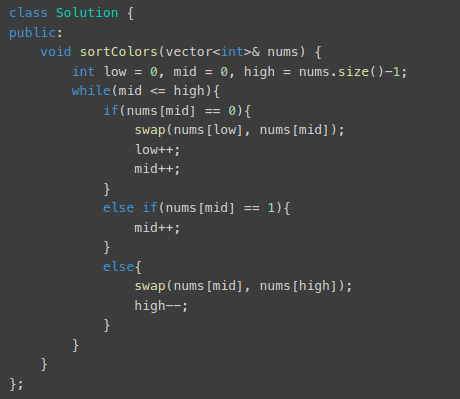 class Solution {
public:
    void sortColors(vector<int>& nums) {
        int low = 0, mid = 0, high = nums.size()-1;
        while(mid <= high){
            if(nums[mid] == 0){
                swap(nums[low], nums[mid]);
                low++;
                mid++;
            }
            else if(nums[mid] == 1){
                mid++;
            }
            else{
                swap(nums[mid], nums[high]);
                high--;
            }
        }
    }
};